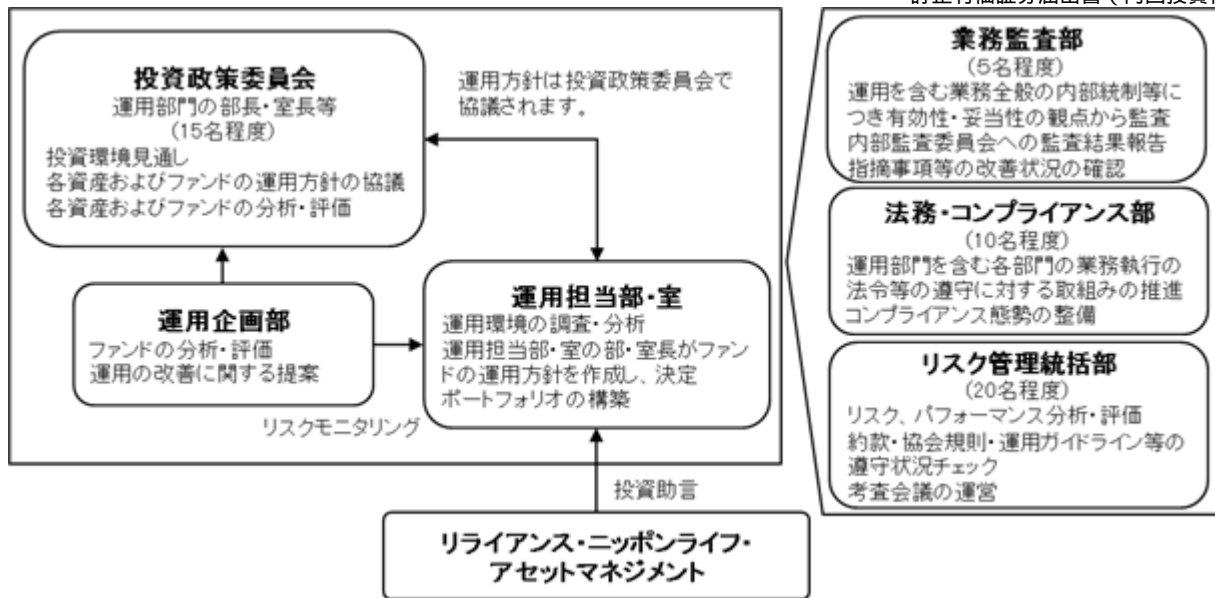 訂正有価証券届出書（内国投資信
投資政策委員会
運用部門の部長・室長等
(15名程度)
投資環境見通し
各資産およびファンドの運用方針の協議
各資産およびファンドの分析・評価
運用方針は投資政策委員会で
協議されます。
運用企画部
ファンドの分析・評価
運用の改善に関する提案
リスクモニタリング
運用担当部・室
運用環境の調査・分析
運用担当部・室の部・室長がファン
ドの運用方針を作成し、決定
ポートフォリオの構築
投資助言
リライアンス・ニッポンライフ・
アセットマネジメント
業務監査部
(5名程度)
運用を含む業務全般の内部統制等に
つき有効性・妥当性の観点から監査
内部監査委員会への監査結果報告
指摘事項等の改善状況の確認
法務・コンプライアンス部
(10名程度)
運用部門を含む各部門の業務執行の
法令等の遵守に対する取組みの推進
コンプライアンス態勢の整備
リスク管理統括部
(20名程度)
リスク、パフォーマンス分析・評価
約款・協会規則・運用ガイドライン等の
遵守状況チェック
考査会議の運営